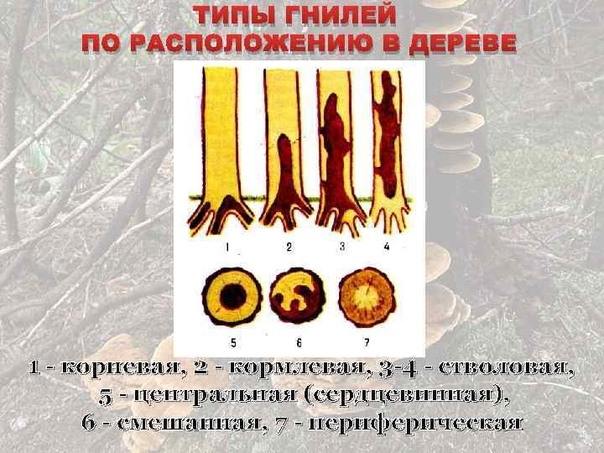 ТИПЫ ГНИЛЕЙ
ПО РАСПОЛОЖЕНИЮ В ДЕРЕВЕ
1 2 3 4
5 6 7
1 - корневая, 2 - кормлевая, 3-4 - стволовая,
5 - центральная (сердцевинная),
6 - смешанная, 7 - периферическая